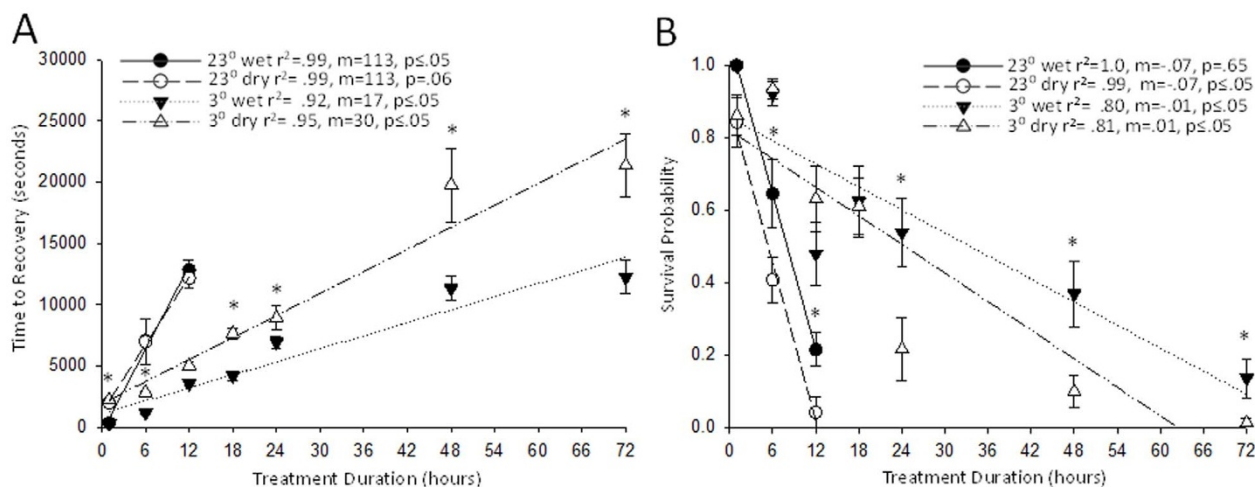 A
23⁰ wet r²=.99, m=113, p≤.05
23⁰ dry r²= .99, m=113, p=.06
3⁰ wet r²= .92, m=17, p≤.05
3⁰ dry r²= .95, m=30, p≤.05
Time to Recovery (seconds)
30000
25000
20000
15000
10000
5000
0
* * * * * *
0 6 12 18 24 30 36 42 48 54 60 66 72
Treatment Duration (hours)
B
23⁰ wet r²=1.0, m=-.07, p=.65
23⁰ dry r²= .99, m=-.07, p≤.05
3⁰ wet r²= .80, m=-.01, p≤.05
3⁰ dry r²= .81, m=.01, p≤.05
Survival Probability
1.0
0.8
0.6
0.4
0.2
0.0
* * * * *
0 6 12 18 24 30 36 42 48 54 60 66 72
Treatment Duration (hours)